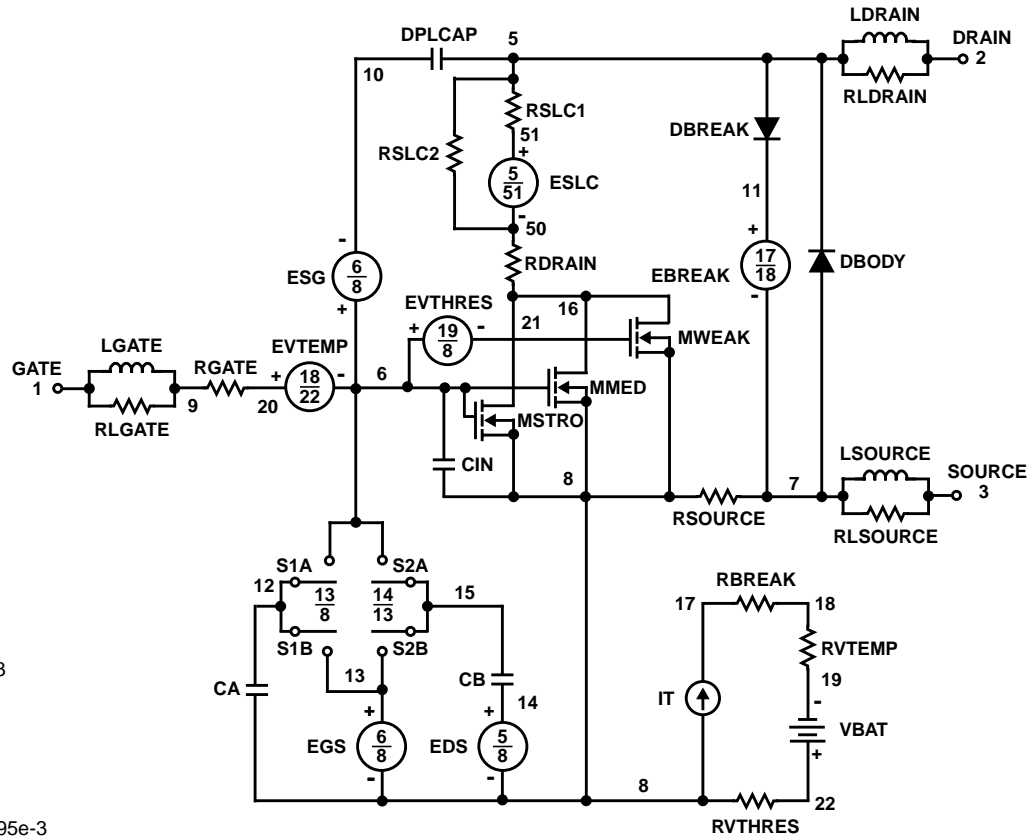 LDRAIN
DPLCAP 5 DRAIN
10 2
RLDRAIN
RSLC1
DBREAK
51
RSLC2 +
5
51 ESLC 11
- 50
- +
17
18
6
8 RDRAIN EBREAK DBODY
ESG -
+ EVTHRES 16
21
+ 19
8 - MWEAK
LGATE EVTEMP
GATE RGATE + 18
22 - 6 MMED
1 9 20 MSTRO
RLGATE LSOURCE
CIN 8 7 SOURCE
3
RSOURCE
RLSOURCE
S1A S2A
12 13
8 14
13 15 RBREAK
17 18
S1B S2B RVTEMP
13 CB 19
CA 14 IT -
+ + VBAT
EGS 6
8 EDS 5
8 +
- - 8 22
RVTHRES
3
95e-3